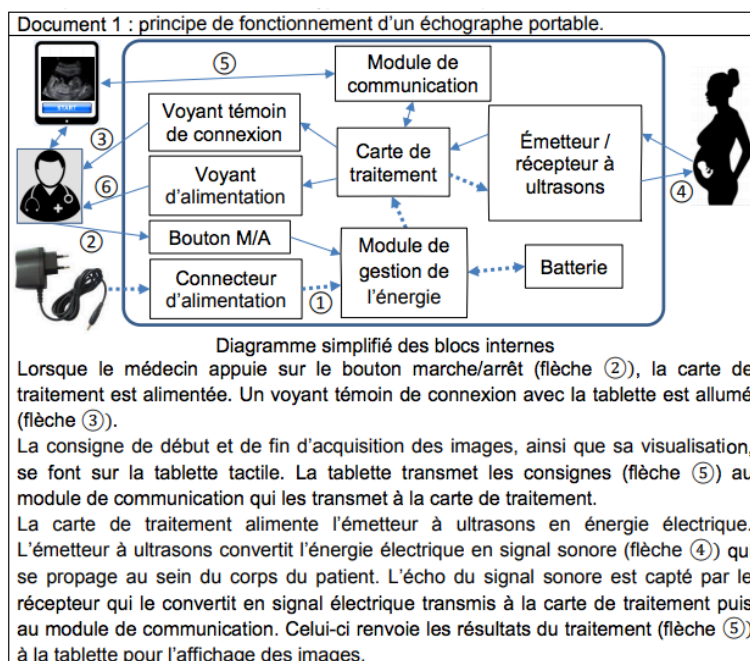 Document 1 : principe de fonctionnement d'un échographe portable.
START
⑤
Module de
communication
Voyant témoin
de connexion
③
Carte de
traitement
Émetteur /
récepteur à
ultrasons
⑥
Voyant
d'alimentation
④
②
Bouton M/A
Module de
gestion de
l'énergie
Batterie
Connecteur
d'alimentation
①
Diagramme simplifié des blocs internes
Lorsque le médecin appuie sur le bouton marche/arrêt (flèche ②), la carte de
traitement est alimentée. Un voyant témoin de connexion avec la tablette est allumé
(flèche ③).
La consigne de début et de fin d'acquisition des images, ainsi que sa visualisation,
se font sur la tablette tactile. La tablette transmet les consignes (flèche ⑤) au
module de communication qui les transmet à la carte de traitement.
La carte de traitement alimente l'émetteur à ultrasons en énergie électrique.
L'émetteur à ultrasons convertit l'énergie électrique en signal sonore (flèche ④) qu
se propage au sein du corps du patient. L'écho du signal sonore est capté par le
récepteur qui le convertit en signal électrique transmis à la carte de traitement puis
au module de communication. Celui-ci renvoie les résultats du traitement (flèche ⑤)
à la tablette pour l'affichage des images.